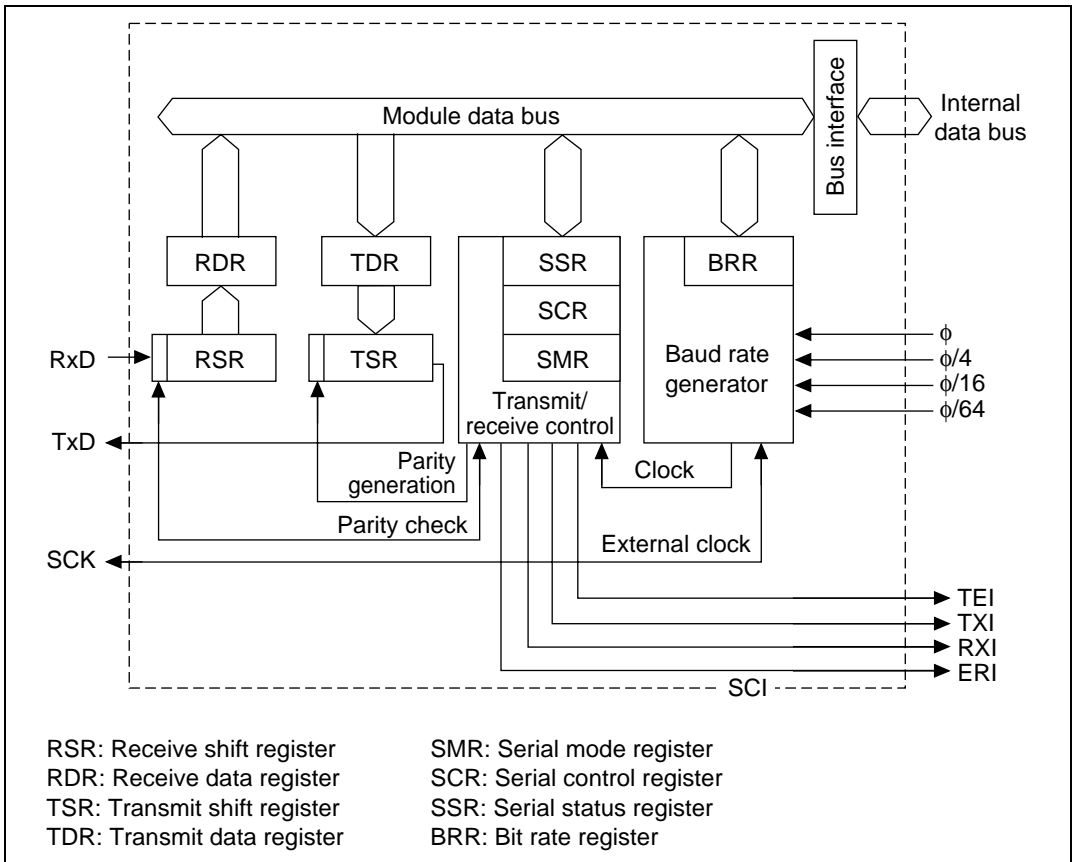 Module data bus
Bus interface
Internal
data bus
RDR
TDR
SSR
BRR
SCR
RxD
RSR
TSR
SMR
Baud rate
generator
ϕ
ϕ/4
ϕ/16
ϕ/64
Transmit/
receive control
TxD
Parity
generation
Clock
Parity check
External clock
SCK
TEI
TXI
RXI
ERI
SCI
RSR: Receive shift register
RDR: Receive data register
TSR: Transmit shift register
TDR: Transmit data register
SMR: Serial mode register
SCR: Serial control register
SSR: Serial status register
BRR: Bit rate register